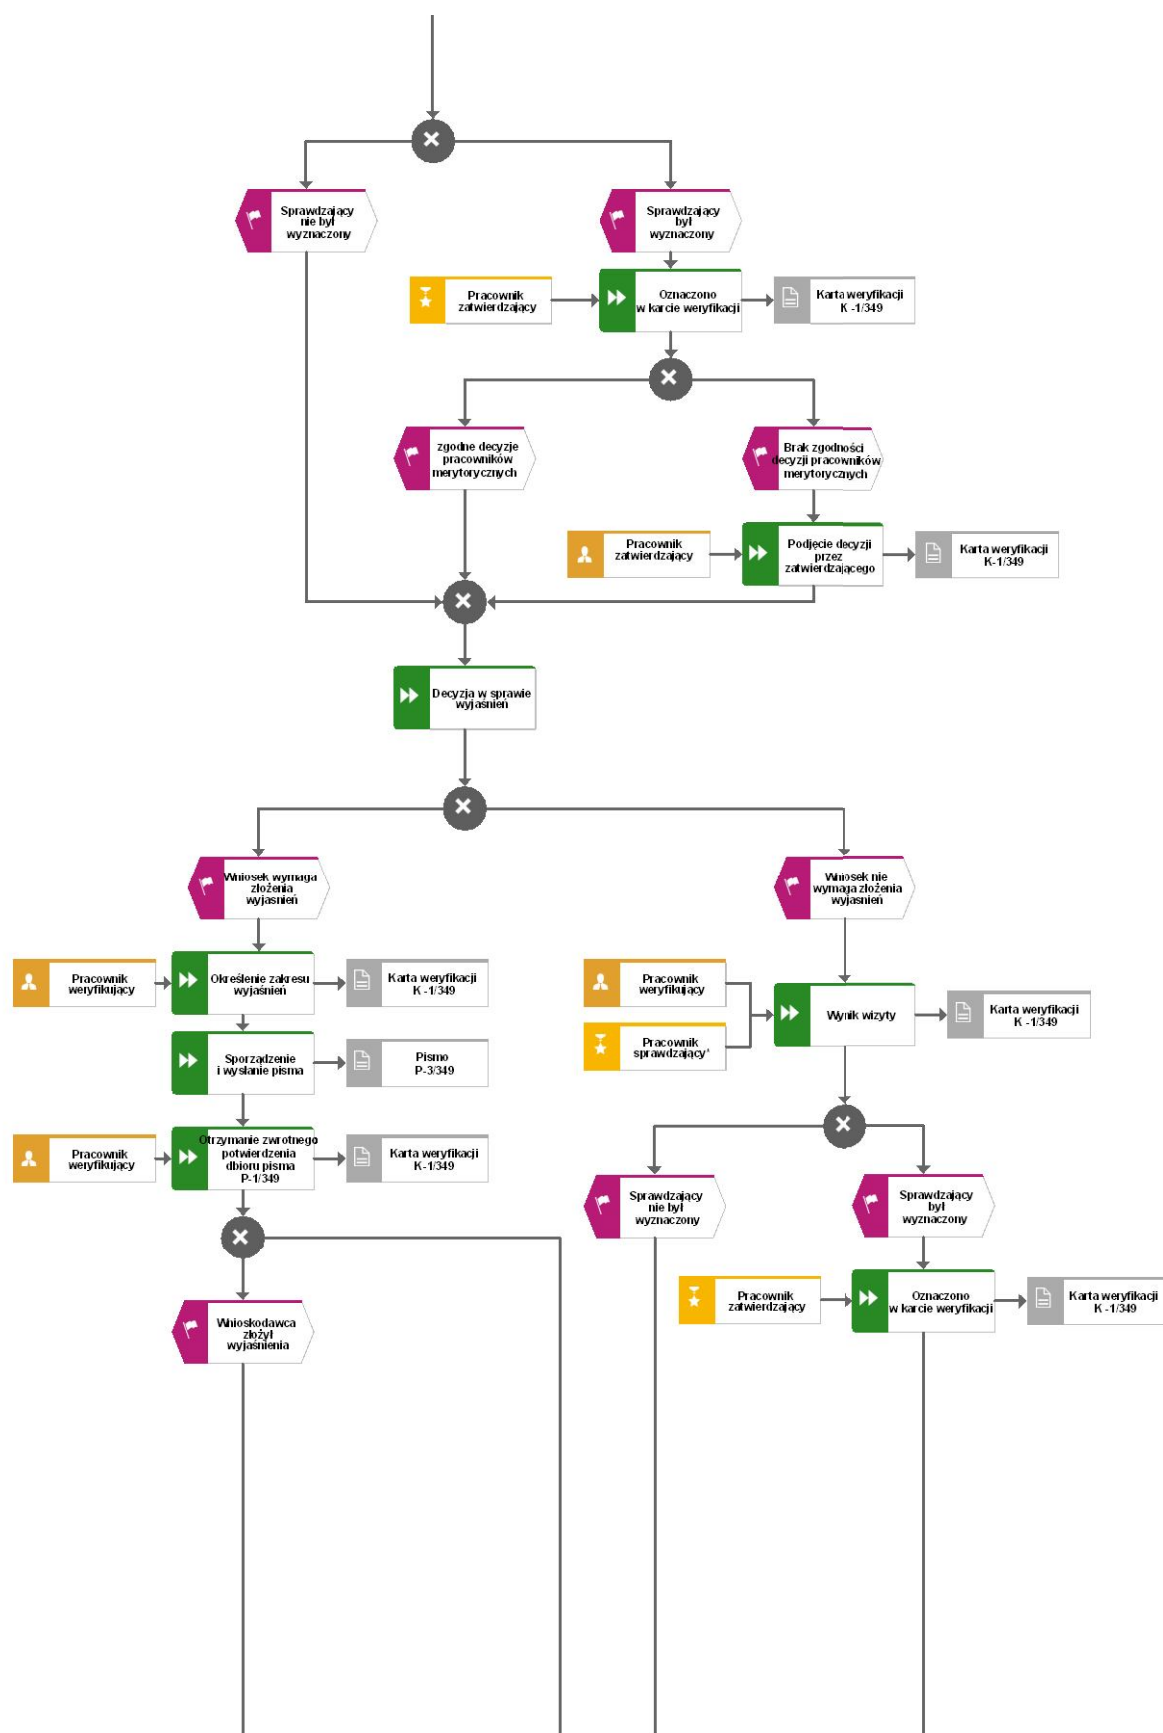 Sprawdzający
nie był
wyznaczony
Sprawdzający
był
wyznaczony
Pracownik
zatwierdzający
Oznaczono
w karcie weryfikacji
Karta weryfikacji
K -1/349
zgodne decyzje
pracowników
merytorycznych
Brak zgodności
decyzji pracowników
merytorycznych
Pracownik
zatwierdzający
Podjęcie decyzji
przez
zatwierdzającego
Karta weryfikacji
K-1/349
Decyzja w sprawie
wyjaśnień
Wniosek wymaga
złożenia
wyjasnień
Wniosek nie
wymaga złożenia
wyjasnień
Pracownik
weryfikujący
Określenie zakresu
wyjaśnień
Karta weryfikacji
K -1/349
Pracownik
weryfikujący
Pracownik
sprawdzający*
Wynik wizyty
Karta weryfikacji
K -1/349
Sporządzenie
i wysłanie pisma
Pismo
P-3/349
Pracownik
weryfikujący
Otrzymanie zwrotnego
potwierdzenia
dbioru pisma
P-1/349
Karta weryfikacji
K-1/349
Sprawdzający
nie był
wyznaczony
Sprawdzający
był
wyznaczony
Pracownik
zatwierdzający
Oznaczono
w karcie weryfikacji
Karta weryfikacji
K -1/349
Wnioskodawca
złożył
wyjaśnienia